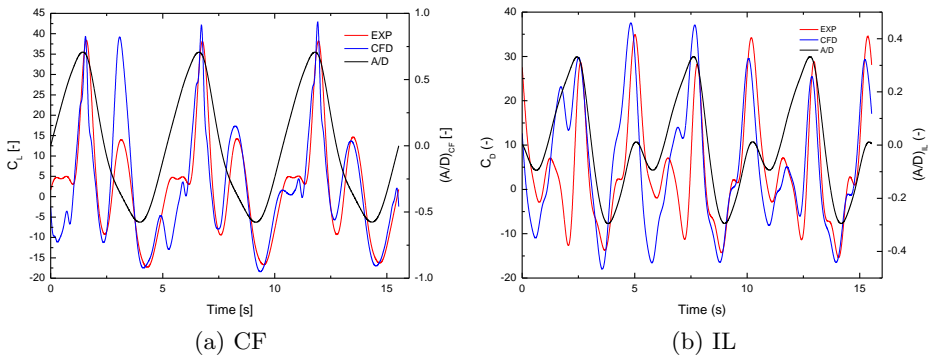 EXP
CFD
A/D
45
40
35
30
25
20
15
10
5
0
-5
-10
-15
-20
C_L [-]
1.0
0.5
0.0
-0.5
-1.0
(A/D)_CF [-]
0 5 10 15
Time [s]
(a) CF
EXP
CFD
A/D
40
30
20
10
0
-10
-20
C_D (-)
0.4
0.2
0.0
-0.2
-0.4
(A/D)_IL (-)
0 5 10 15
Time (s)
(b) IL